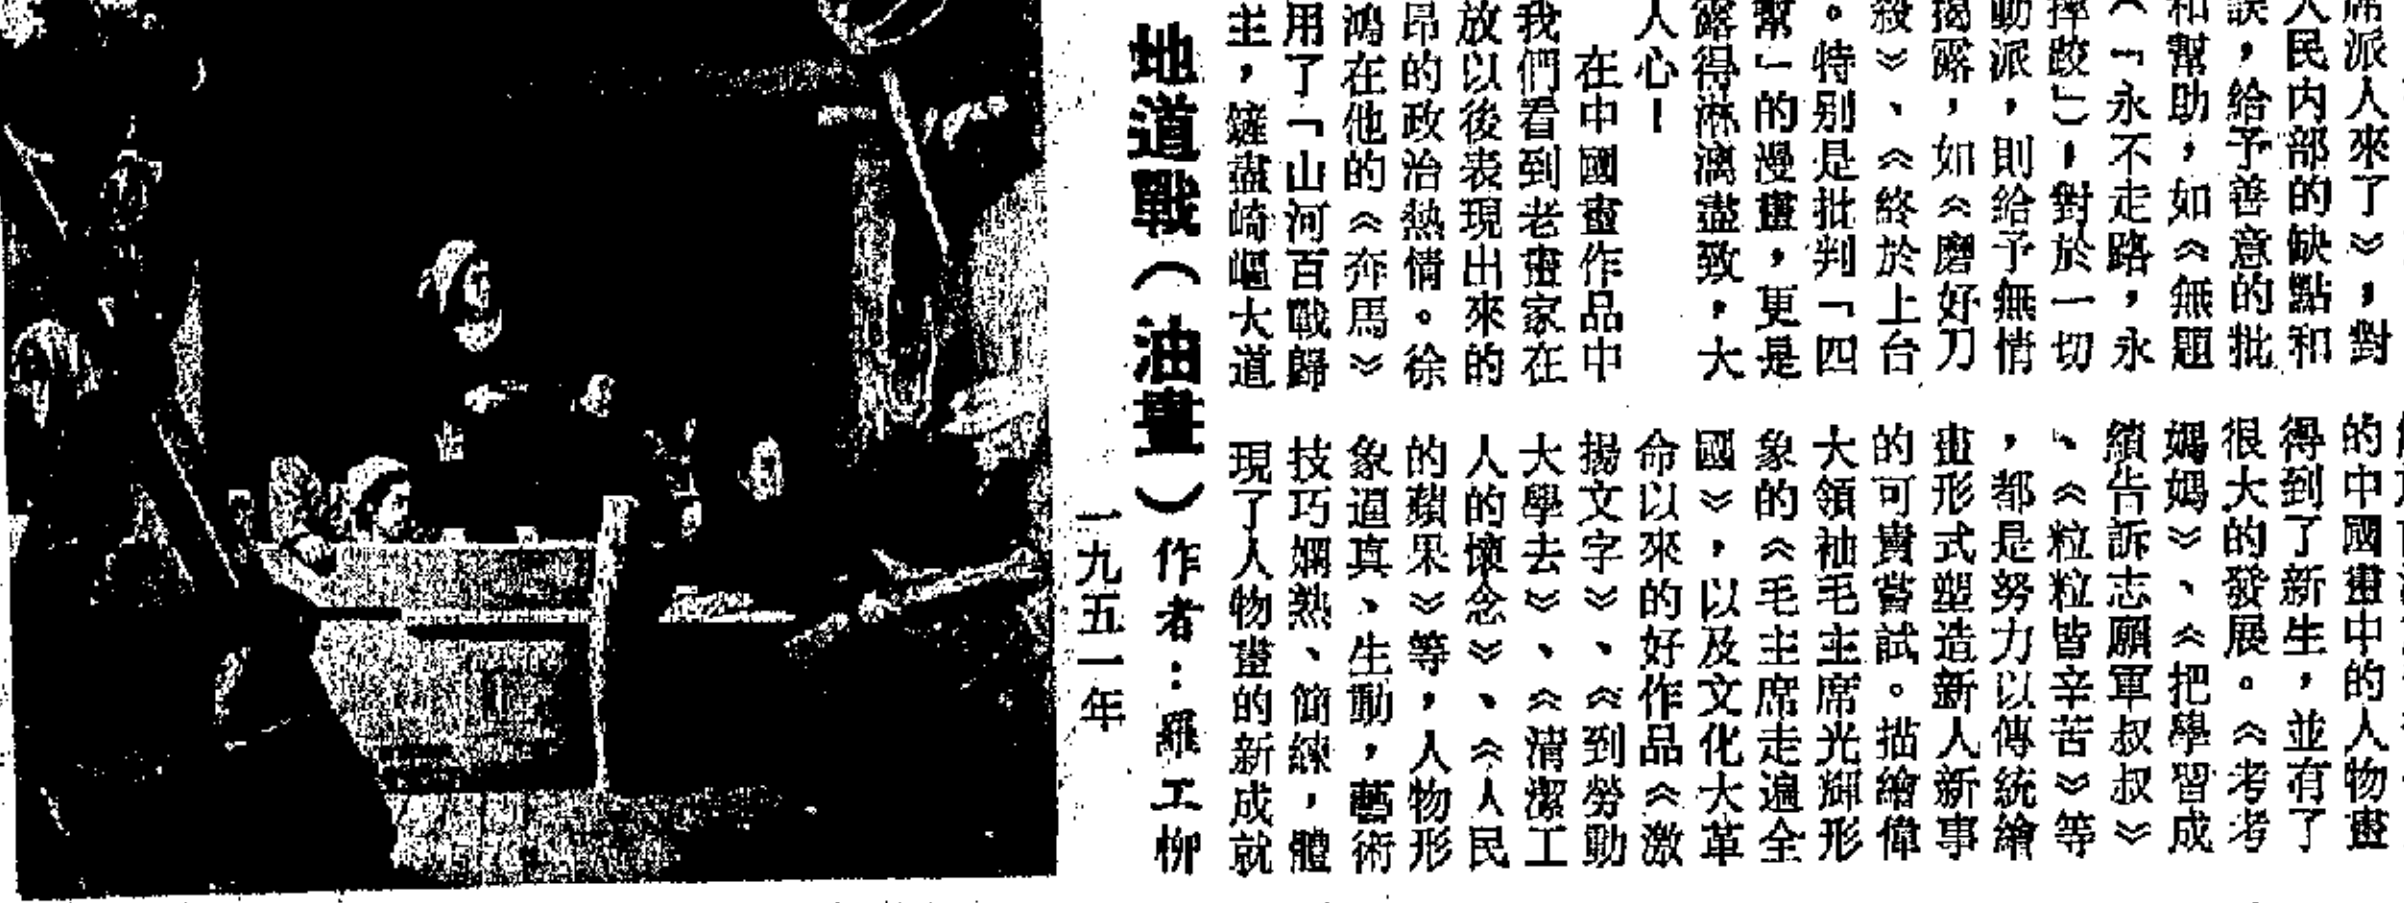 席派人來了》,對
人民内部的缺點和
誤,給予善意的批
和幫助,如《無題
《「永不走路,永
摔跤」》,對於一切
動派,則給予無情
揭露,如《磨好刀
殺》、《終於上台
。特别是批判「四
幫」的漫畫,更是
露得淋漓盡致,大
人心!
在中國畫作品中
我們看到老畫家在
放以後表現出來的
昂的政治熱情。徐
鴻在他的《奔馬》
用了「山河百戰歸
主,鏟盡崎嶇大道
的中國畫中的人物畫
得到了新生,並有了
很大的發展。《考考
媽媽》、《把學習成
績告訴志願軍叔叔》
、《粒粒皆辛苦》等
,都是努力以傳統繪
畫形式塑造新人新事
的可貴嘗試。描繪偉
大領袖毛主席光輝形
象的《毛主席走遍全
國》,以及文化大革
命以來的好作品《激
揚文字》、《到勞動
大學去》、《清潔工
人的懷念》、《人民
的蘋果》等,人物形
象逼真、生動,藝術
技巧嫻熟、簡練,體
現了人物畫的新成就
地道戰(油畫)作者:羅工柳
一九五一年